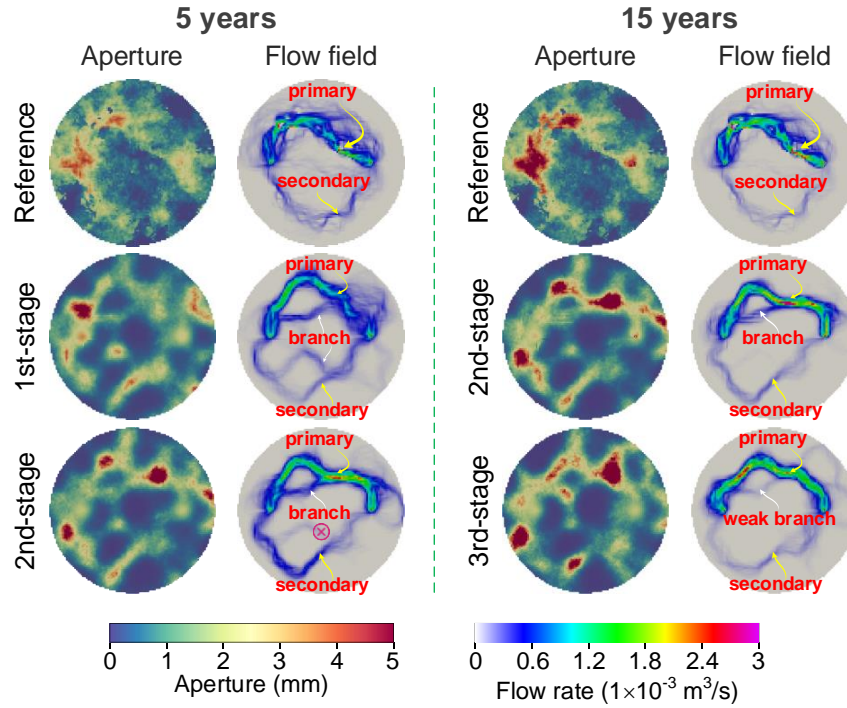 5 years
15 years
Aperture
Flow field
Aperture
Flow field
Reference
primary
secondary
primary
secondary
1st-stage
primary
branch
secondary
2nd-stage
primary
branch
secondary
2nd-stage
primary
branch
secondary
3rd-stage
primary
weak branch
secondary
0 1 2 3 4 5
Aperture (mm)
0 0.6 1.2 1.8 2.4 3
Flow rate (1×10⁻³ m³/s)